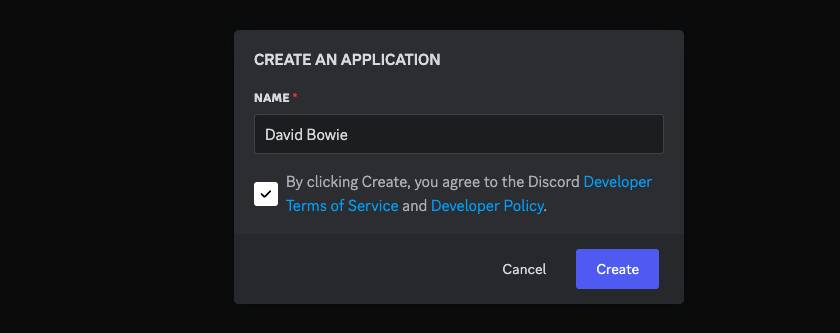 CREATE AN APPLICATION
NAME *
David Bowie
By clicking Create, you agree to the Discord Developer
Terms of Service and Developer Policy.
Cancel Create